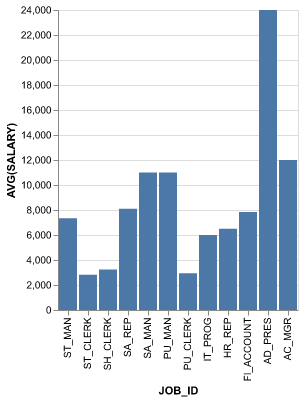 24,000
22,000
20,000
18,000
16,000
14,000
12,000
10,000
8,000
6,000
4,000
2,000
0
AVG(SALARY)
ST_MAN
ST_CLERK
SH_CLERK
SA_REP
SA_MAN
PU_MAN
PU_CLERK
IT_PROG
HR_REP
FI_ACCOUNT
AD_PRES
AC_MGR
JOB_ID